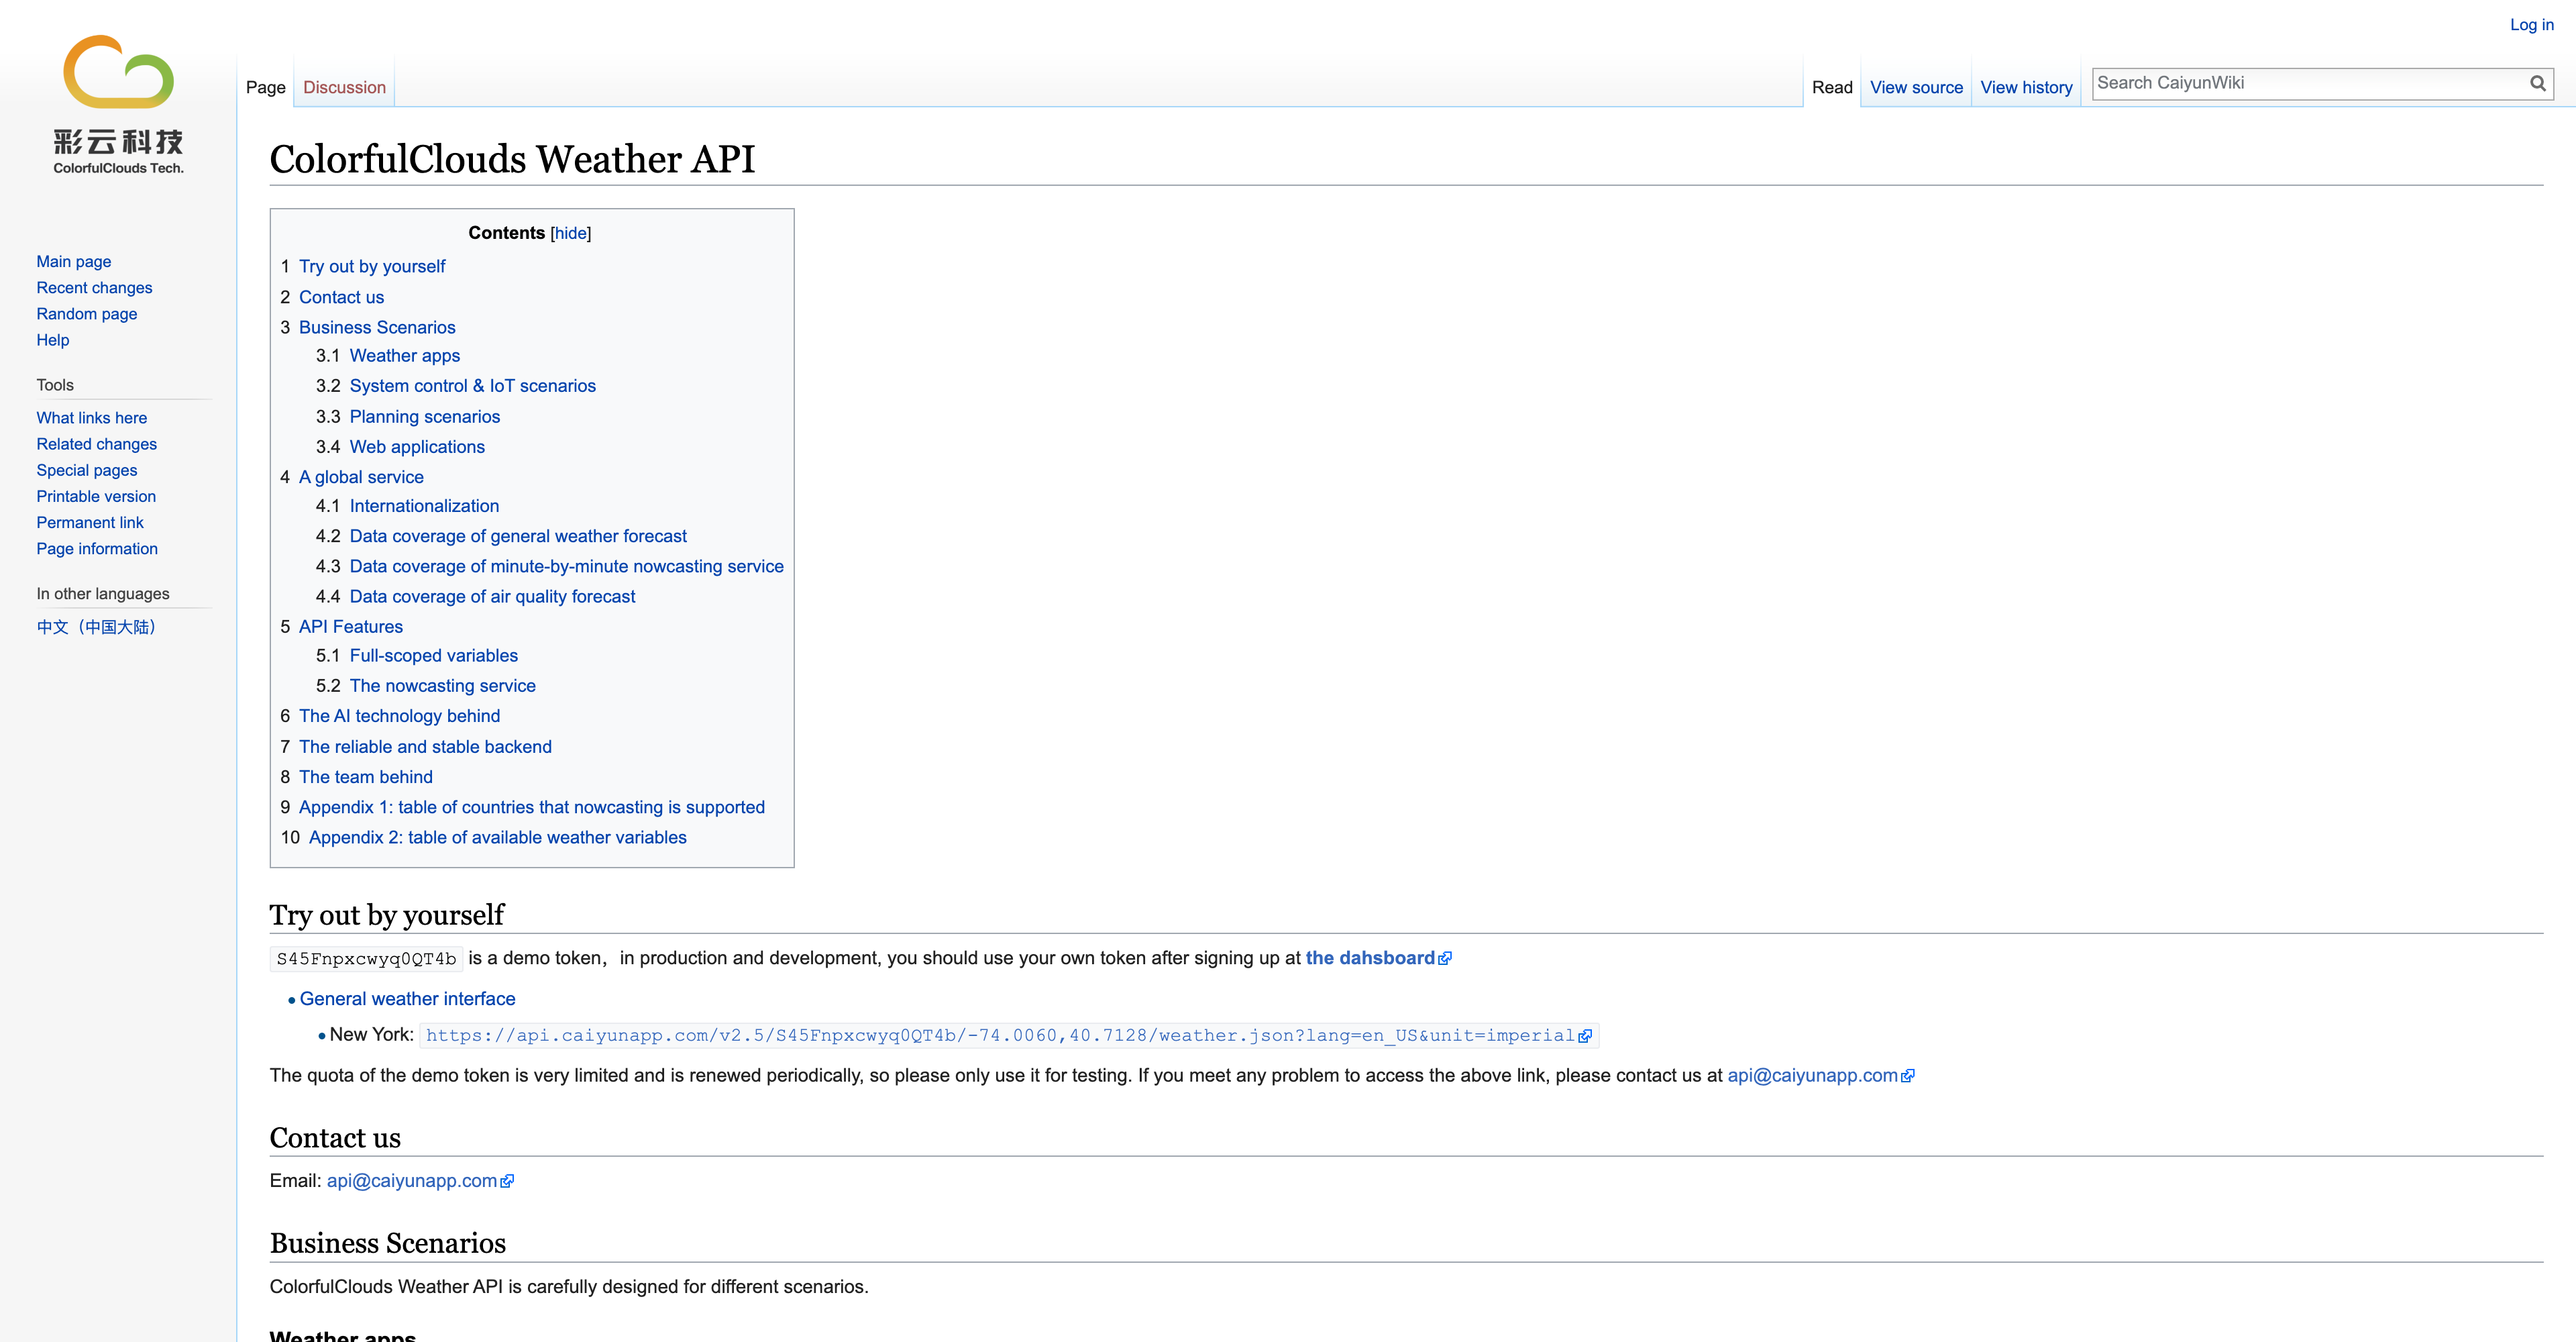 Log in
彩云科技
ColorfulClouds Tech.
Page Discussion Read View source View history Search CaiyunWiki
Main page
Recent changes
Random page
Help
Tools
What links here
Related changes
Special pages
Printable version
Permanent link
Page information
In other languages
中文（中国大陆）
ColorfulClouds Weather API
Contents [hide]
1 Try out by yourself
2 Contact us
3 Business Scenarios
3.1 Weather apps
3.2 System control & IoT scenarios
3.3 Planning scenarios
3.4 Web applications
4 A global service
4.1 Internationalization
4.2 Data coverage of general weather forecast
4.3 Data coverage of minute-by-minute nowcasting service
4.4 Data coverage of air quality forecast
5 API Features
5.1 Full-scoped variables
5.2 The nowcasting service
6 The AI technology behind
7 The reliable and stable backend
8 The team behind
9 Appendix 1: table of countries that nowcasting is supported
10 Appendix 2: table of available weather variables
Try out by yourself
S45Fnpxcwyq0QT4b is a demo token，in production and development, you should use your own token after signing up at the dahsboard
• General weather interface
• New York: https://api.caiyunapp.com/v2.5/S45Fnpxcwyq0QT4b/-74.0060,40.7128/weather.json?lang=en_US&unit=imperial
The quota of the demo token is very limited and is renewed periodically, so please only use it for testing. If you meet any problem to access the above link, please contact us at api@caiyunapp.com
Contact us
Email: api@caiyunapp.com
Business Scenarios
ColorfulClouds Weather API is carefully designed for different scenarios.
Weather apps